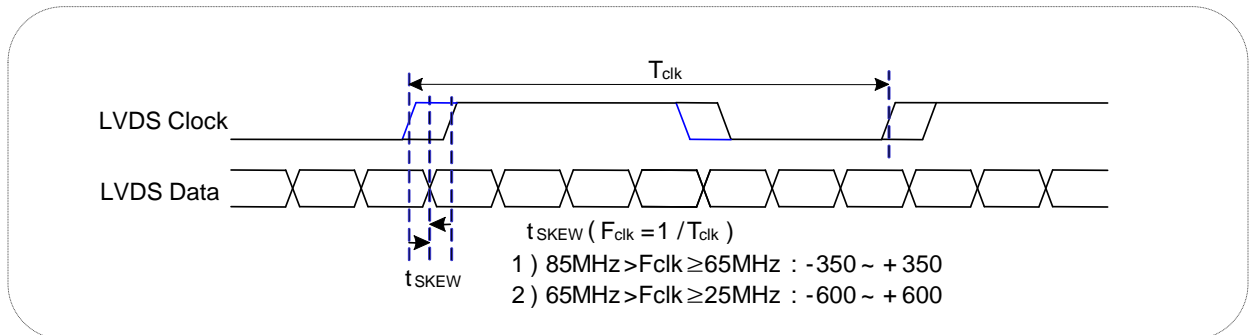 Tclk
LVDS Clock
LVDS Data
tSKEW
tSKEW ( Fclk = 1 / Tclk )
1 ) 85MHz > Fclk ≥ 65MHz : -350 ~ + 350
2 ) 65MHz > Fclk ≥ 25MHz : -600 ~ + 600